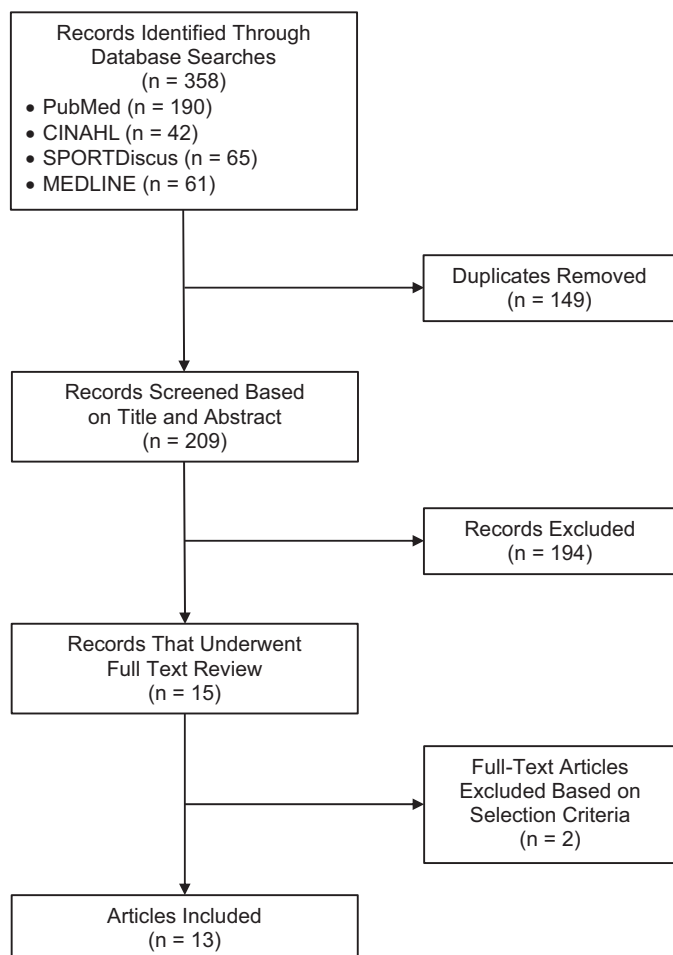 Records Identified Through
Database Searches
(n = 358)
• PubMed (n = 190)
• CINAHL (n = 42)
• SPORTDiscus (n = 65)
• MEDLINE (n = 61)
Duplicates Removed
(n = 149)
Records Screened Based
on Title and Abstract
(n = 209)
Records Excluded
(n = 194)
Records That Underwent
Full Text Review
(n = 15)
Full-Text Articles
Excluded Based on
Selection Criteria
(n = 2)
Articles Included
(n = 13)